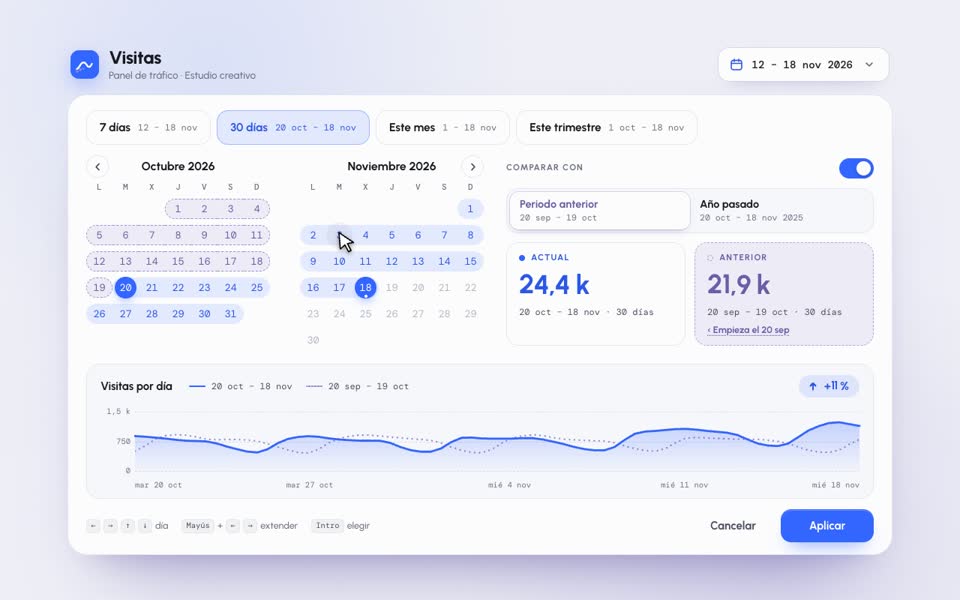 Visitas
Panel de tráfico · Estudio creativo
12 – 18 nov 2026
7 días 12 – 18 nov
30 días 20 oct – 18 nov
Este mes 1 – 18 nov
Este trimestre 1 oct – 18 nov
Octubre 2026
L M X J V S D
1 2 3 4
5 6 7 8 9 10 11
12 13 14 15 16 17 18
19 20 21 22 23 24 25
26 27 28 29 30 31
Noviembre 2026
L M X J V S D
1
2 4 5 6 7 8
9 10 11 12 13 14 15
16 17 18 19 20 21 22
23 24 25 26 27 28 29
30
COMPARAR CON
Periodo anterior
20 sep – 19 oct
Año pasado
20 oct – 18 nov 2025
ACTUAL
24,4 k
20 oct – 18 nov · 30 días
ANTERIOR
21,9 k
20 sep – 19 oct · 30 días
‹ Empieza el 20 sep
Visitas por día
20 oct – 18 nov
20 sep – 19 oct
↑ +11 %
1,5 k
750
0
mar 20 oct
mar 27 oct
mié 4 nov
mié 11 nov
mié 18 nov
← → ↑ ↓ día Mayús + ← → extender Intro elegir
Cancelar
Aplicar